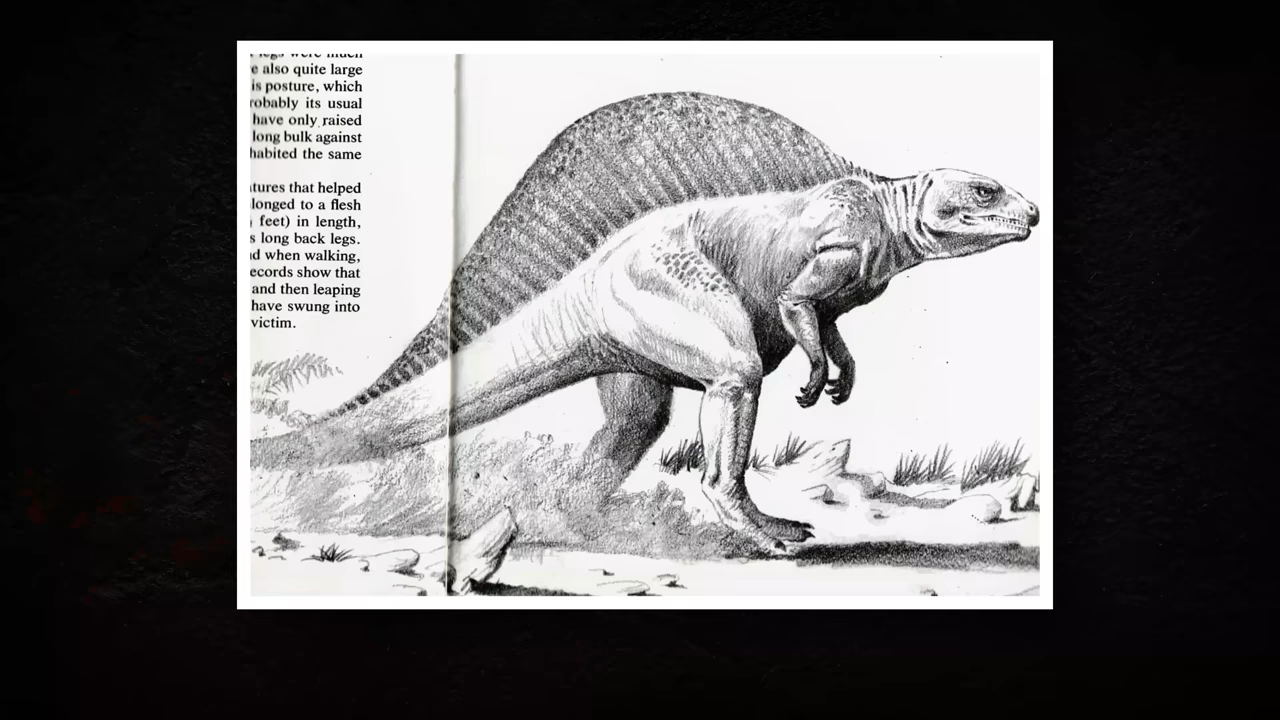 legs were much
e also quite large
is posture, which
robably its usual
have only raised
long bulk against
habited the same
tures that helped
longed to a flesh
feet) in length,
s long back legs.
d when walking,
ecords show that
and then leaping
have swung into
victim.